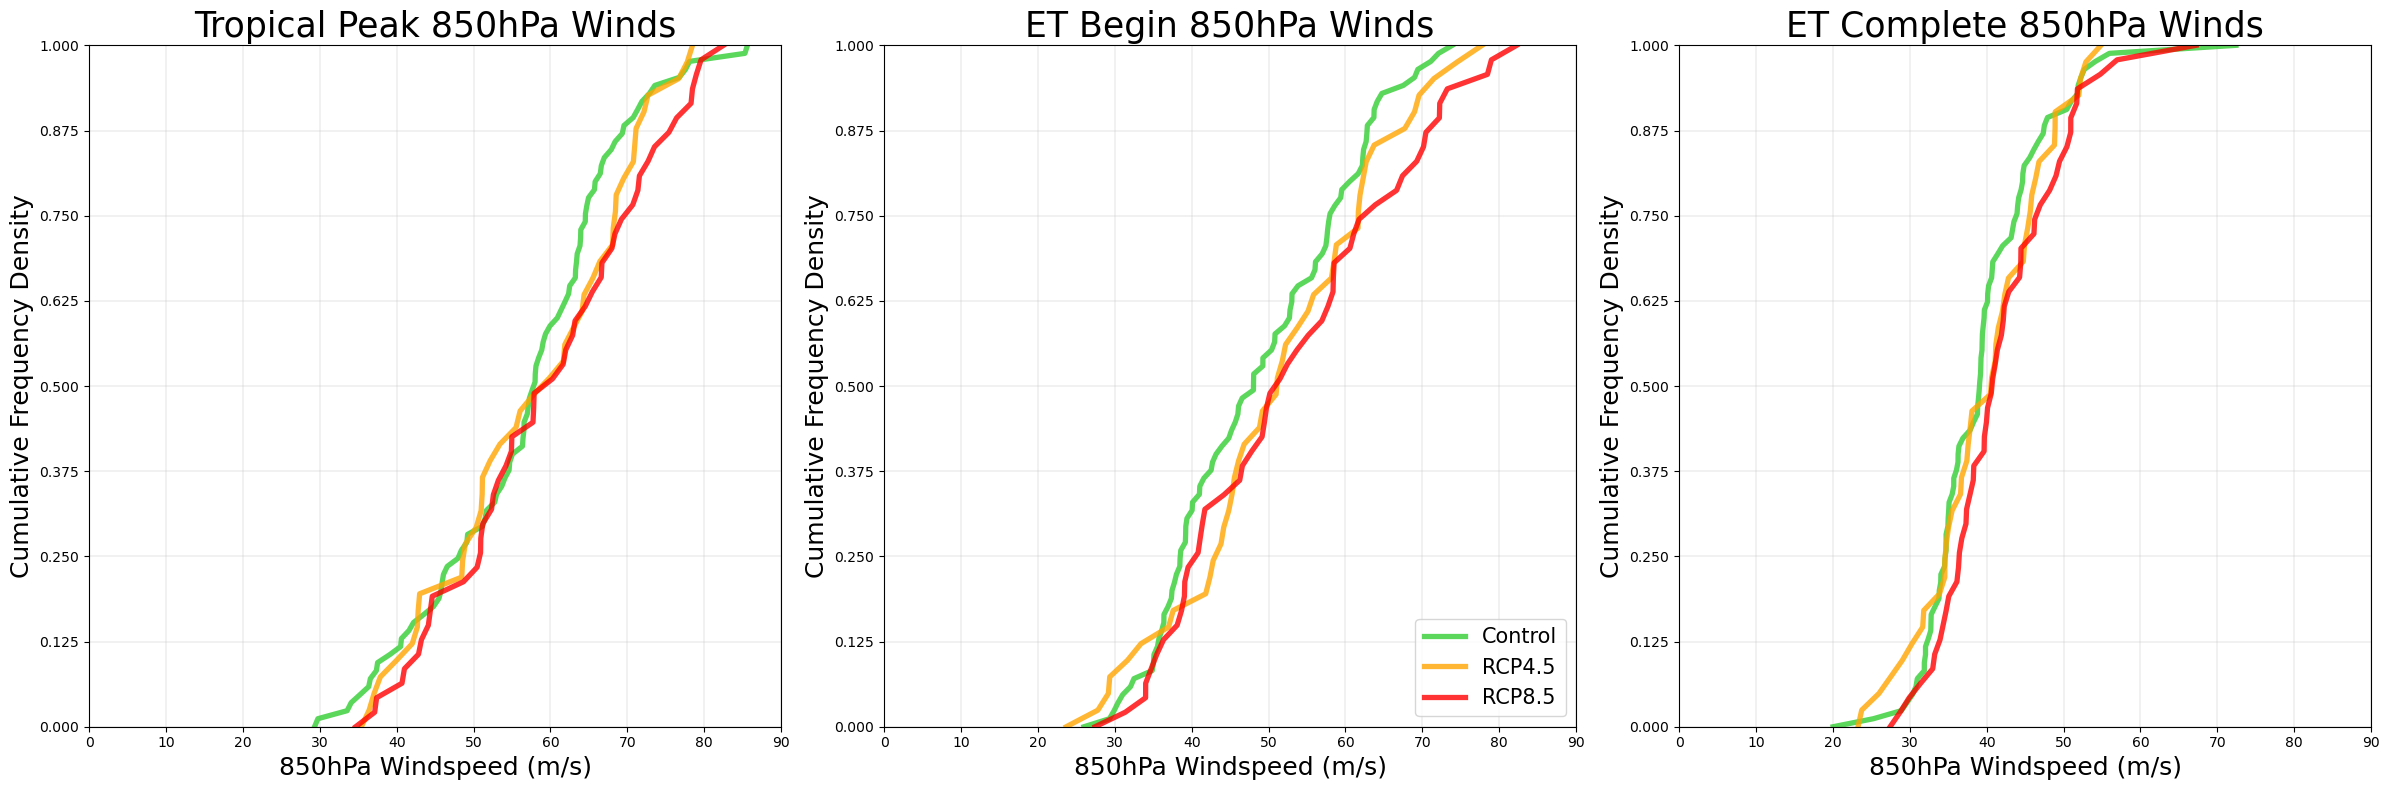 Tropical Peak 850hPa Winds
Cumulative Frequency Density
1.000
0.875
0.750
0.625
0.500
0.375
0.250
0.125
0.000
0 10 20 30 40 50 60 70 80 90
850hPa Windspeed (m/s)
ET Begin 850hPa Winds
Cumulative Frequency Density
1.000
0.875
0.750
0.625
0.500
0.375
0.250
0.125
0.000
Control
RCP4.5
RCP8.5
0 10 20 30 40 50 60 70 80 90
850hPa Windspeed (m/s)
ET Complete 850hPa Winds
Cumulative Frequency Density
1.000
0.875
0.750
0.625
0.500
0.375
0.250
0.125
0.000
0 10 20 30 40 50 60 70 80 90
850hPa Windspeed (m/s)